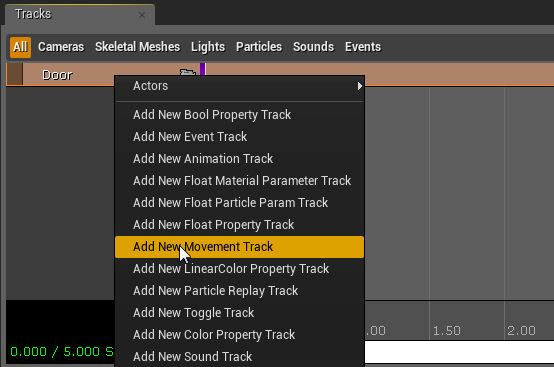 Tracks
All Cameras Skeletal Meshes Lights Particles Sounds Events
Door
Actors
Add New Bool Property Track
Add New Event Track
Add New Animation Track
Add New Float Material Parameter Track
Add New Float Particle Param Track
Add New Float Property Track
Add New Movement Track
Add New LinearColor Property Track
Add New Particle Replay Track
Add New Toggle Track
Add New Color Property Track
.00 1.50 2.00
Add New Sound Track
0.000 / 5.000 S